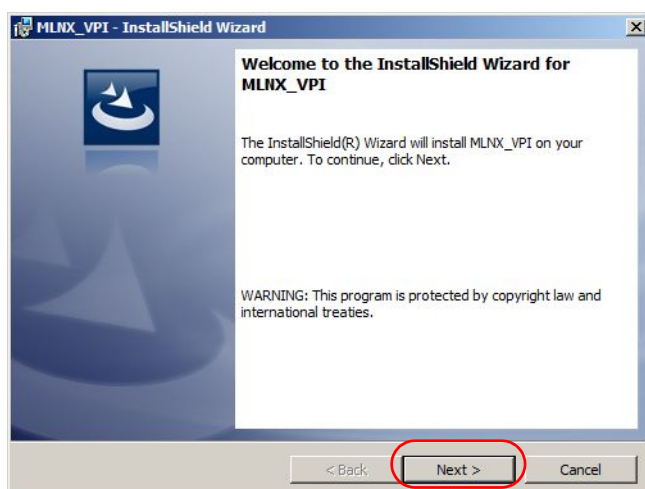 MLNX_VPI - InstallShield Wizard
Welcome to the InstallShield Wizard for
MLNX_VPI
The InstallShield(R) Wizard will install MLNX_VPI on your
computer. To continue, click Next.
WARNING: This program is protected by copyright law and
international treaties.
< Back
Next >
Cancel